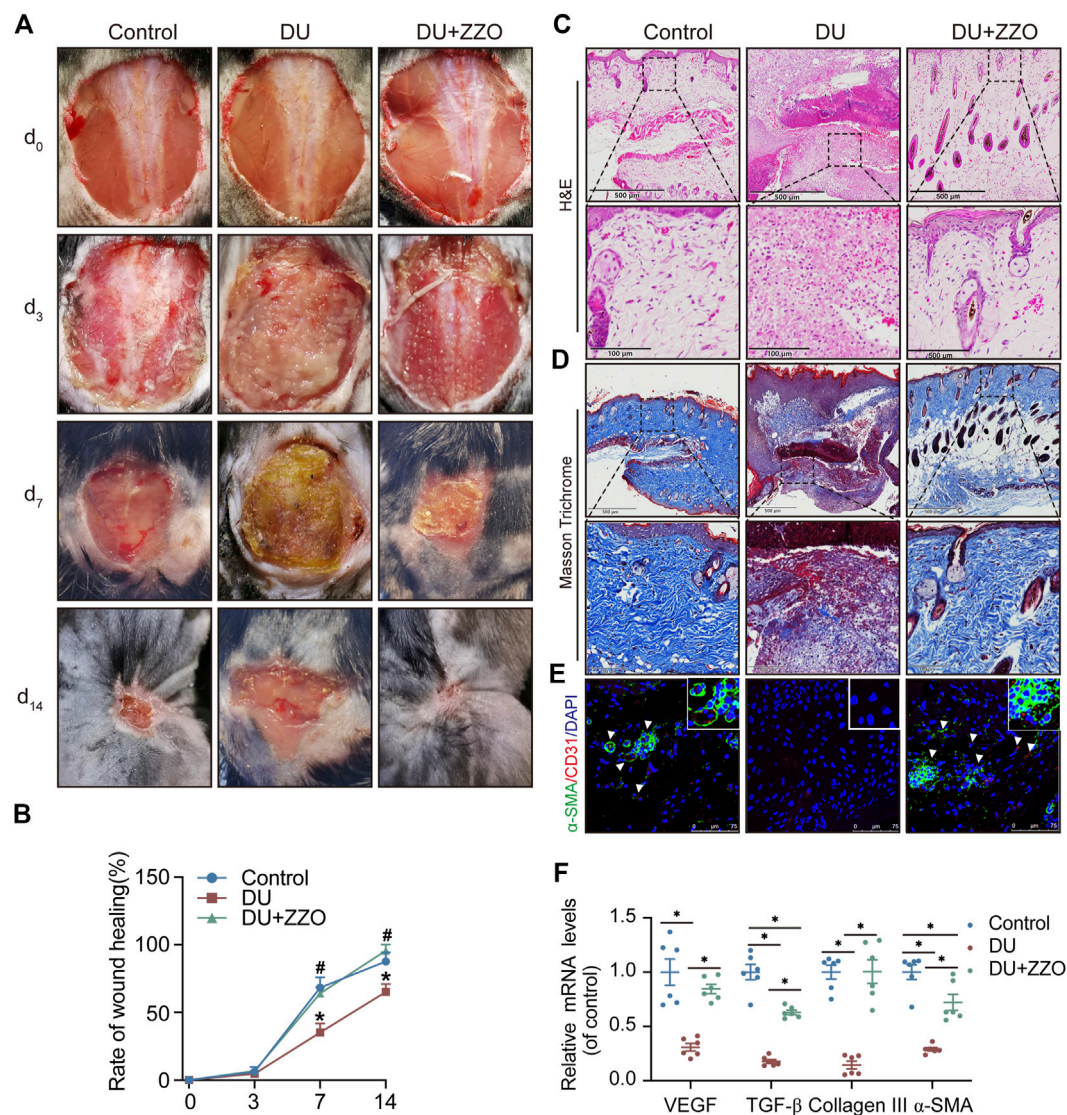 A
Control DU DU+ZZO
d0
d3
d7
d14
B
Rate of wound healing(%)
150
100
50
0
0 3 7 14
Control
DU
DU+ZZO
# #
* *
C
Control DU DU+ZZO
H&E
500 μm 500 μm 500 μm
100 μm 100 μm 500 μm
D
Masson Trichrome
500 μm 500 μm 500 μm
E
α-SMA/CD31/DAPI
0 μm 75 0 μm 75 0 μm 75
F
Relative mRNA levels
(of control)
1.5
1.0
0.5
0.0
* * * * * * * * * *
Control
DU
DU+ZZO
VEGF TGF-β Collagen III α-SMA